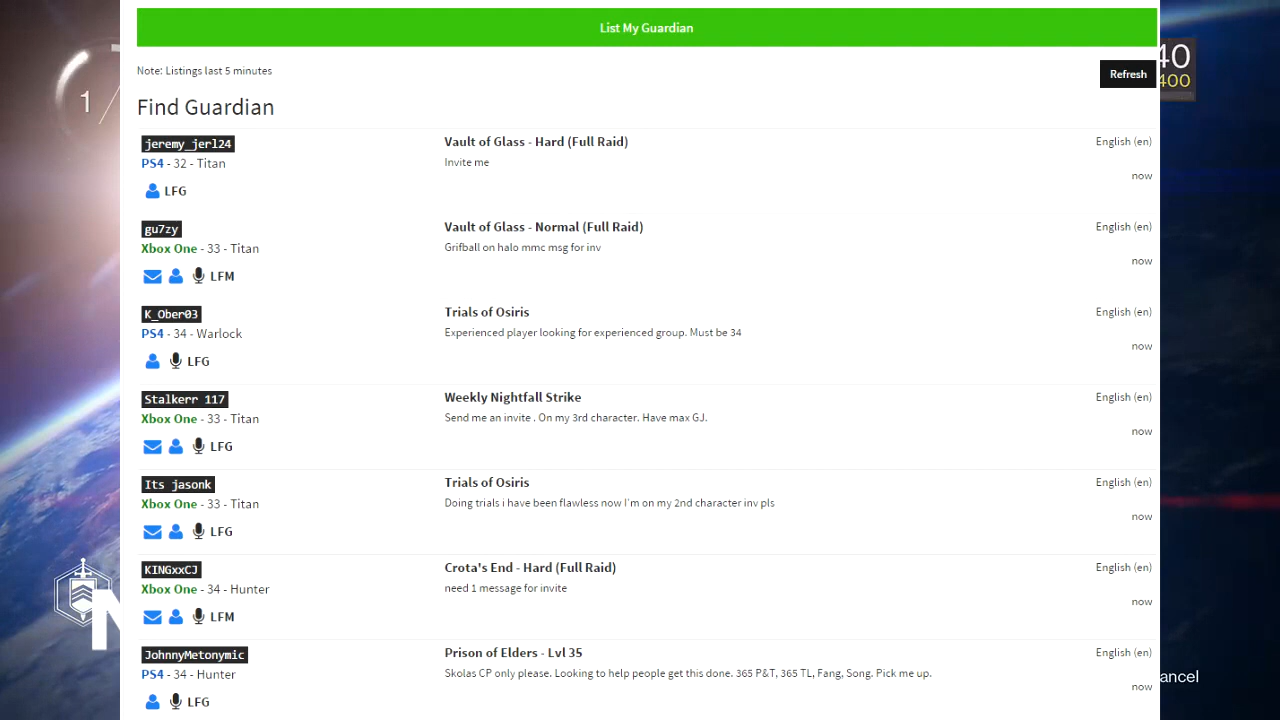 List My Guardian
Note: Listings last 5 minutes
Refresh
40
400
1/
Find Guardian
jeremy_jerl24
Vault of Glass - Hard (Full Raid)
English (en)
PS4 - 32 - Titan
Invite me
now
LFG
gu7zy
Vault of Glass - Normal (Full Raid)
English (en)
Xbox One - 33 - Titan
Grifball on halo mmc msg for inv
now
LFM
K_Ober03
Trials of Osiris
English (en)
PS4 - 34 - Warlock
Experienced player looking for experienced group. Must be 34
now
LFG
Stalkerr 117
Weekly Nightfall Strike
English (en)
Xbox One - 33 - Titan
Send me an invite . On my 3rd character. Have max GJ.
now
LFG
Its jasonk
Trials of Osiris
English (en)
Xbox One - 33 - Titan
Doing trials i have been flawless now I'm on my 2nd character inv pls
now
LFG
KINGxxCJ
Crota's End - Hard (Full Raid)
English (en)
Xbox One - 34 - Hunter
need 1 message for invite
now
LFM
JohnnyMetonymic
Prison of Elders - Lvl 35
English (en)
PS4 - 34 - Hunter
Skolas CP only please. Looking to help people get this done. 365 P&T, 365 TL, Fang, Song. Pick me up.
now
LFG
ancel